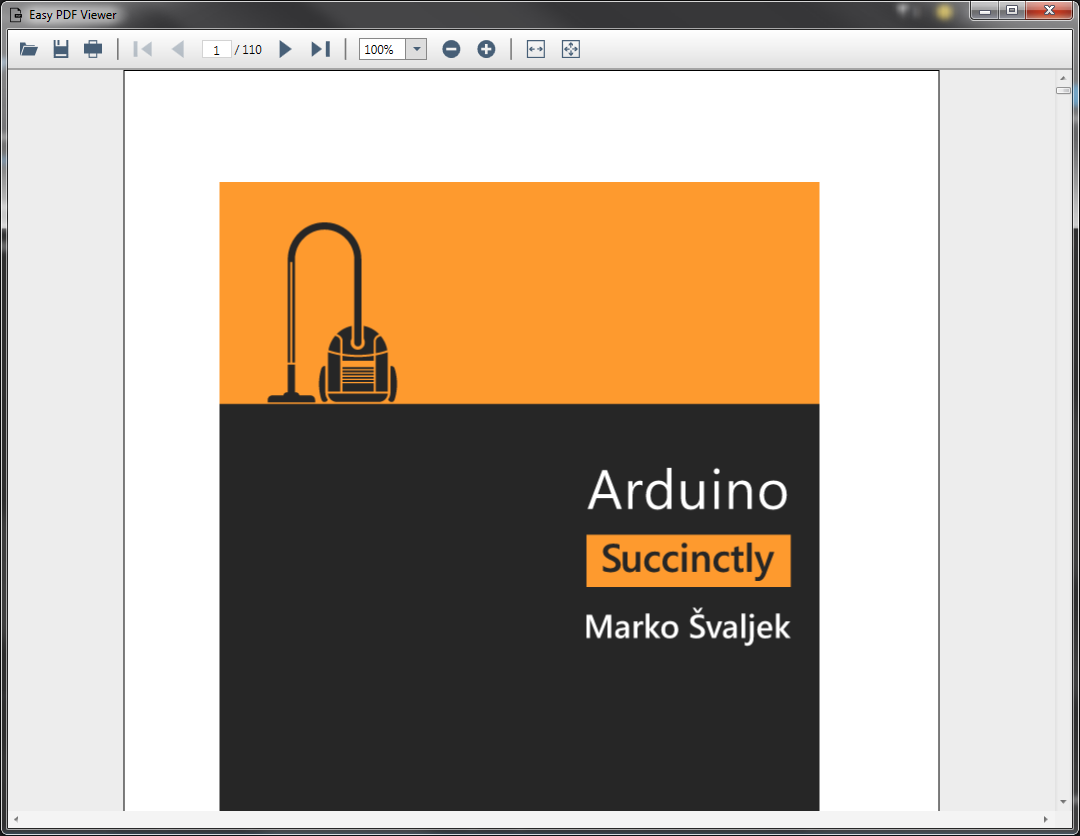 Easy PDF Viewer
1 / 110
100%
Arduino
Succinctly
Marko Švaljek